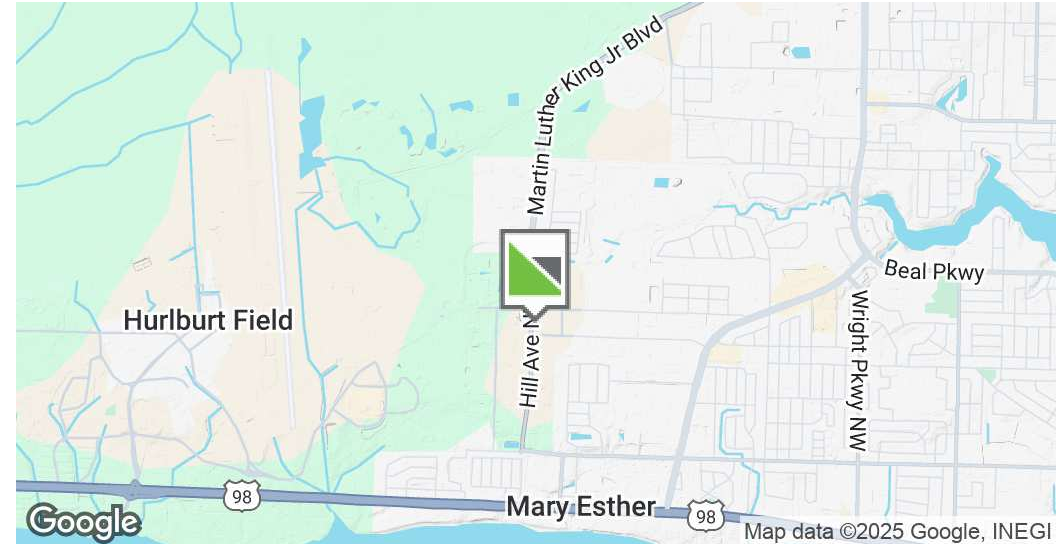 Martin Luther King Jr Blvd
Beal Pkwy
Hurlburt Field
Hill Ave N
Wright Pkwy NW
98
Mary Esther
98
Google
Map data ©2025 Google, INEGI